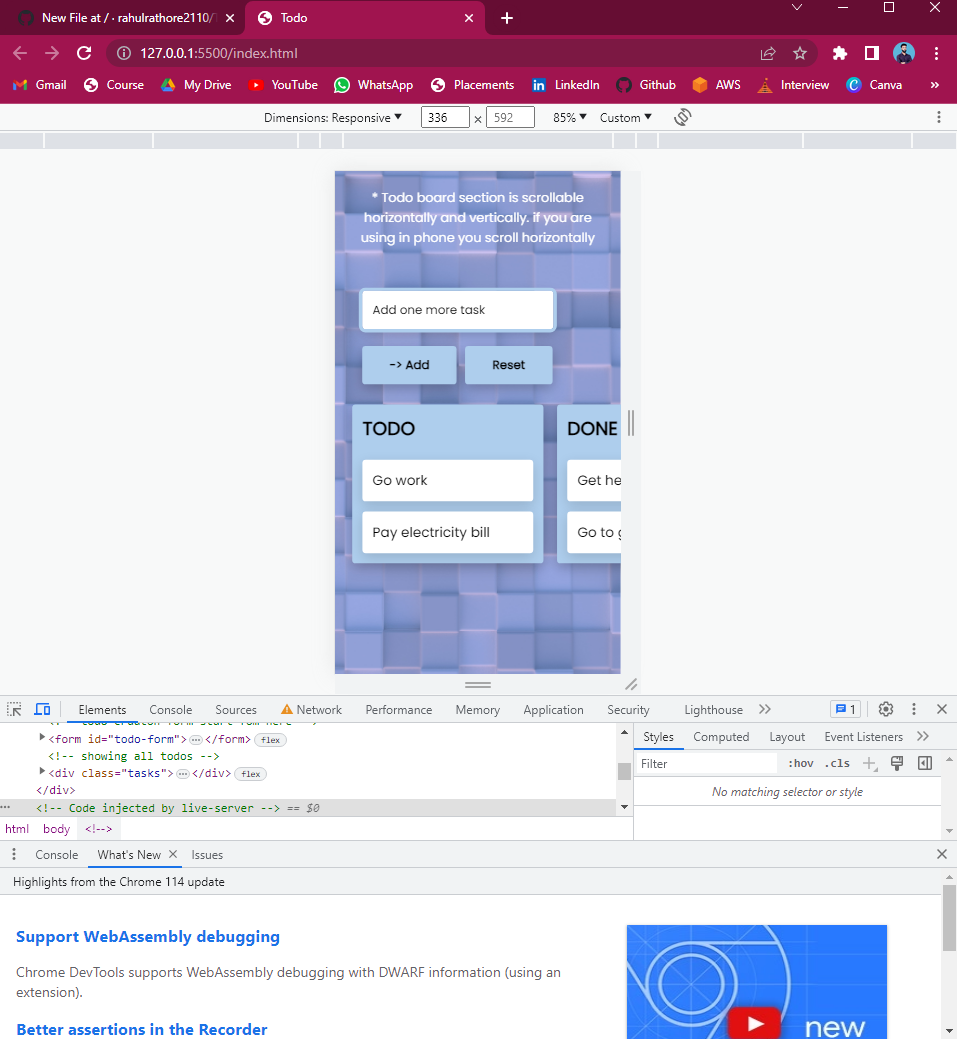 New File at / · rahulrathore2110/
Todo
127.0.0.1:5500/index.html
Gmail
Course
My Drive
YouTube
WhatsApp
Placements
LinkedIn
Github
AWS
Interview
Canva
»
Dimensions: Responsive ▼ 336 × 592 85% ▼ Custom ▼
* Todo board section is scrollable
horizontally and vertically. if you are
using in phone you scroll horizontally
Add one more task
-> Add Reset
TODO DONE
Go work Get he
Pay electricity bill Go to
Elements Console Sources Network Performance Memory Application Security Lighthouse 1
<form id="todo-form"> </form> flex
<!-- showing all todos -->
<div class="tasks"> </div> flex
</div>
<!-- Code injected by live-server --> == $0
html body <!-->
Styles Computed Layout Event Listeners
Filter :hov .cls
No matching selector or style
Console What's New Issues
Highlights from the Chrome 114 update
Support WebAssembly debugging
Chrome DevTools supports WebAssembly debugging with DWARF information (using an
extension).
Better assertions in the Recorder
new